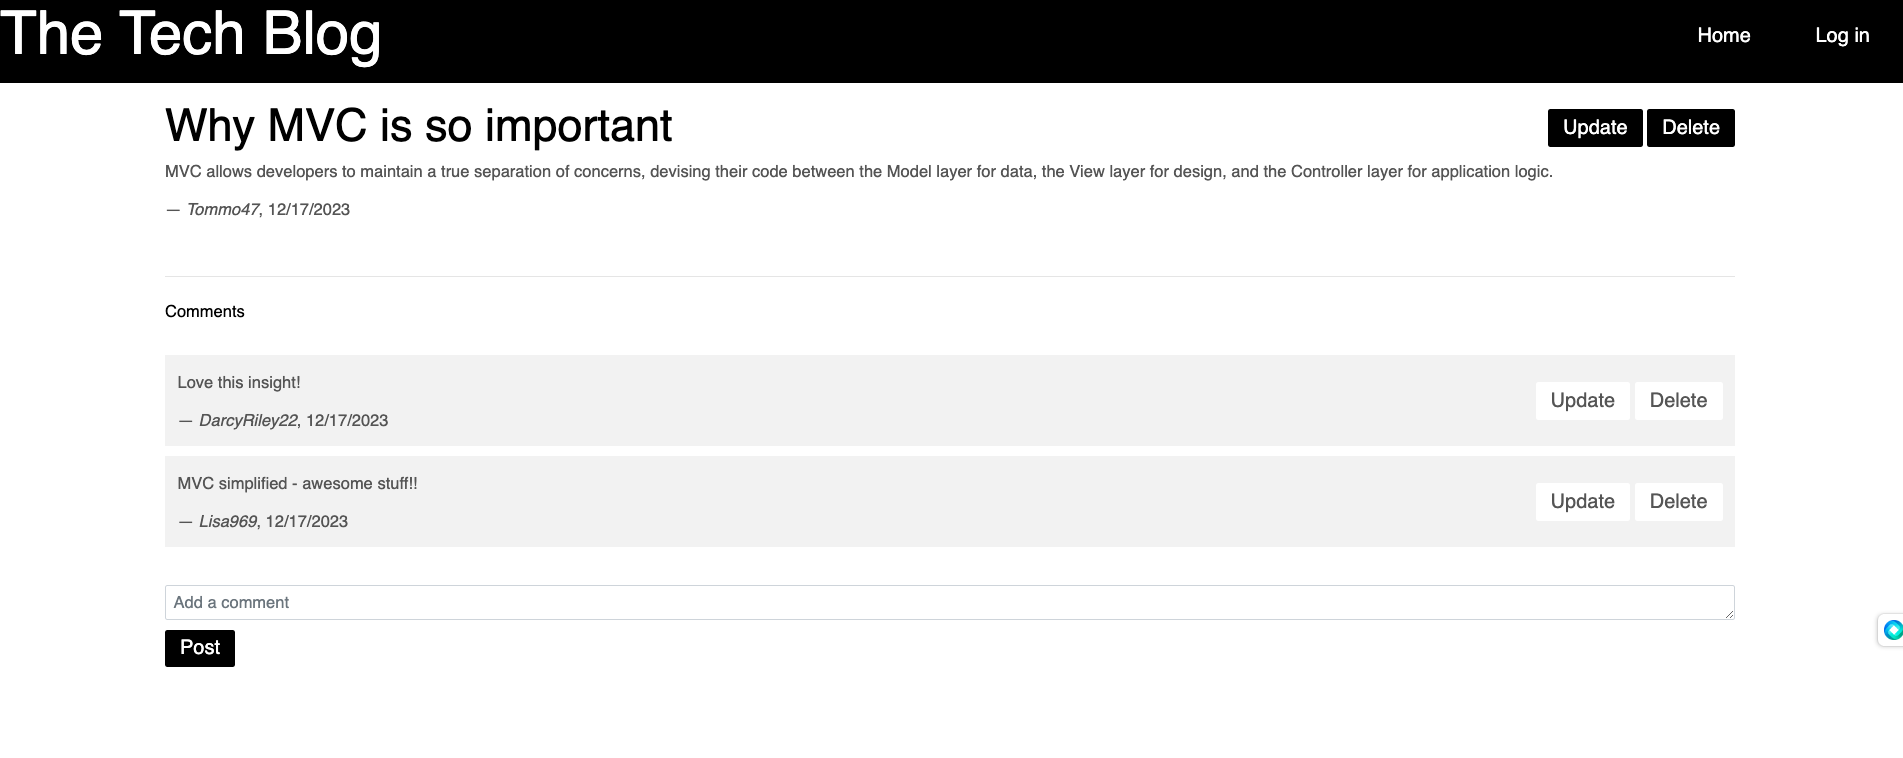 The Tech Blog
Home Log in
Why MVC is so important
Update Delete
MVC allows developers to maintain a true separation of concerns, devising their code between the Model layer for data, the View layer for design, and the Controller layer for application logic.
— Tommo47, 12/17/2023
Comments
Love this insight!
— DarcyRiley22, 12/17/2023
Update Delete
MVC simplified - awesome stuff!!
— Lisa969, 12/17/2023
Update Delete
Add a comment
Post